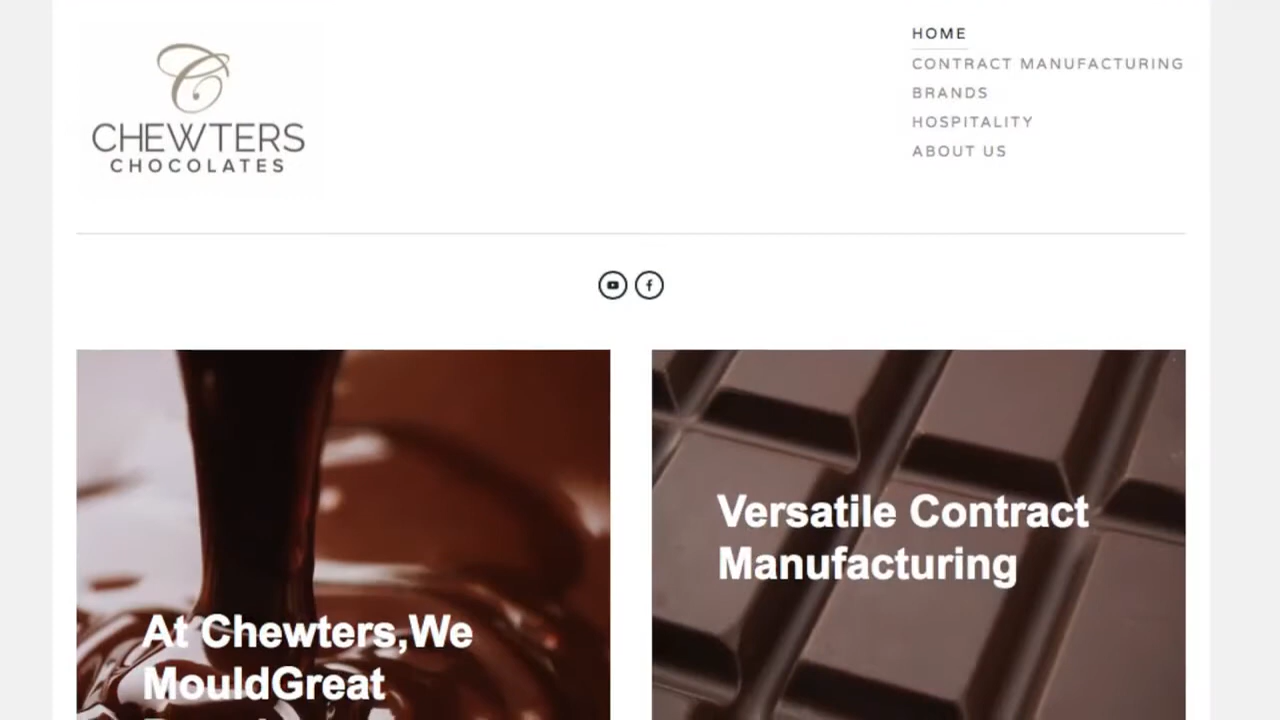 CHEWTERS
CHOCOLATES
HOME
CONTRACT MANUFACTURING
BRANDS
HOSPITALITY
ABOUT US
At Chewters,We
MouldGreat
Versatile Contract
Manufacturing